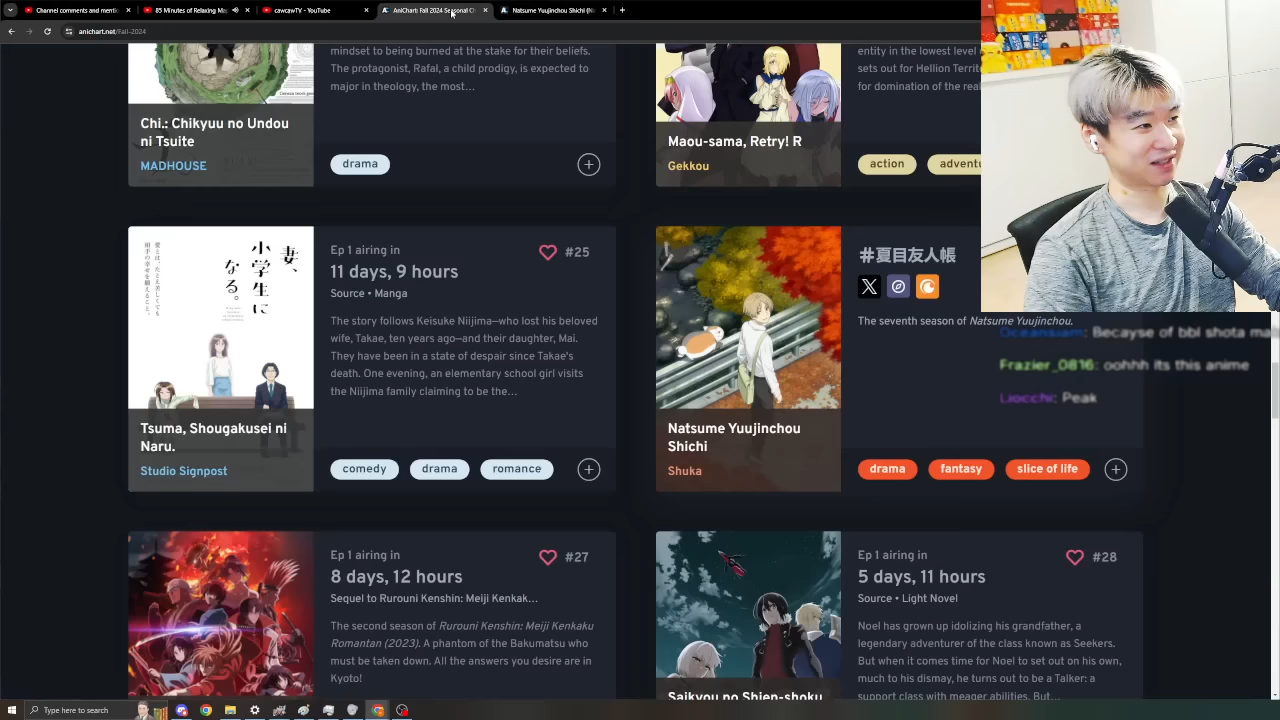 Channel comments and menti
85 Minutes of Relaxing Ma
cawcawTV - YouTube
AniChart: Fall 2024 Seasonal C
Natsume Yuujinchou Shichi (N
anichart.net/Fall-2024
mindset to being burned at the stake for their beliefs.
The protagonist, Rafal, a child prodigy, is expected to
major in theology, the most…
Chi.: Chikyuu no Undou
ni Tsuite
MADHOUSE
drama
entity in the lowest level
sets out for Hellion Territ
for domination of the real
Maou-sama, Retry! R
Gekkou
action
advent
妻、
小学生に
なる。
Tsuma, Shougakusei ni
Naru.
Studio Signpost
Ep 1 airing in
#25
11 days, 9 hours
Source • Manga
The story follows Keisuke Niijima—who lost his beloved
wife, Takae, ten years ago—and their daughter, Mai.
They have been in a state of despair since Takae's
death. One evening, an elementary school girl visits
the Niijima family claiming to be the…
comedy
drama
romance
Natsume Yuujinchou
Shichi
Shuka
#夏目友人帳
The seventh season of Natsume Yuujinchou.
drama
fantasy
slice of life
Oceansiam: Becayse of bbl shota ma
Frazier_0816: oohhh its this anime
Liocchi: Peak
Ep 1 airing in
#27
8 days, 12 hours
Sequel to Rurouni Kenshin: Meiji Kenkak…
The second season of Rurouni Kenshin: Meiji Kenkaku
Romantan (2023). A phantom of the Bakumatsu who
must be taken down. All the answers you desire are in
Kyoto!
Saikyou no Shien-shoku
Ep 1 airing in
#28
5 days, 11 hours
Source • Light Novel
Noel has grown up idolizing his grandfather, a
legendary adventurer of the class known as Seekers.
But when it comes time for Noel to set out on his own,
much to his dismay, he turns out to be a Talker: a
support class with meager abilities. But…
Type here to search